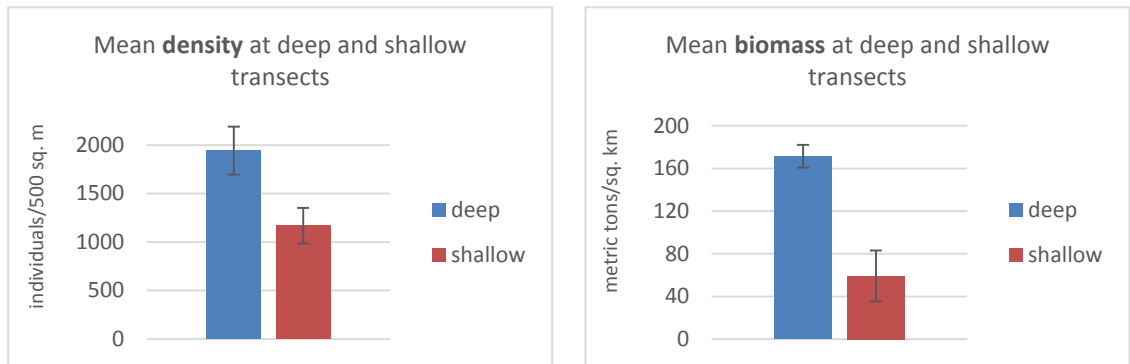 Mean density at deep and shallow
transects
individuals/500 sq. m
2000
1500
1000
500
0
deep
shallow
Mean biomass at deep and shallow
transects
metric tons/sq. km
200
160
120
80
40
0
deep
shallow